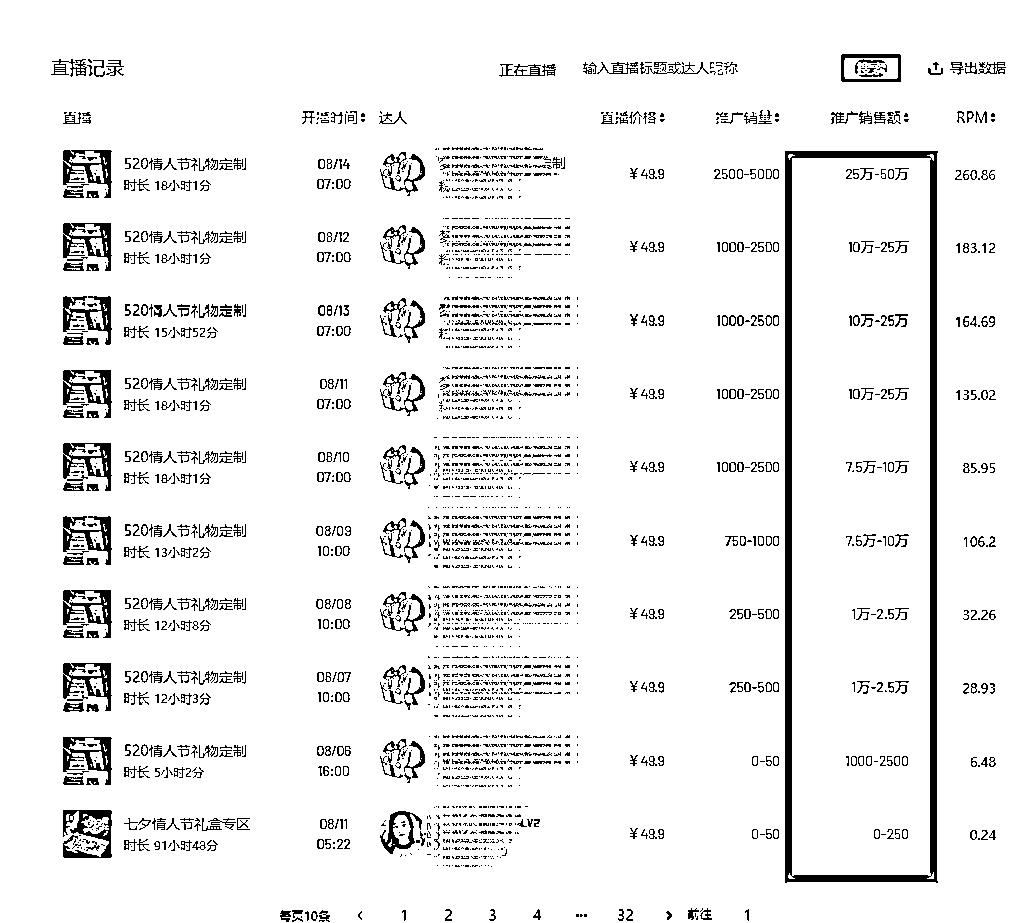 直播记录 正在直播 输入直播标题或达人昵称 搜索 导出数据
直播 开播时间 达人 直播价格 推广销量 推广销售额 RPM
520情人节礼物定制 08/14 定制
时长 18小时1分 07:00 ¥49.9 2500-5000 25万-50万 260.86
520情人节礼物定制 08/12
时长 18小时1分 07:00 ¥49.9 1000-2500 10万-25万 183.12
520情人节礼物定制 08/13
时长 15小时52分 07:00 ¥49.9 1000-2500 10万-25万 164.69
520情人节礼物定制 08/11
时长 18小时1分 07:00 ¥49.9 1000-2500 10万-25万 135.02
520情人节礼物定制 08/10
时长 18小时1分 07:00 ¥49.9 1000-2500 7.5万-10万 85.95
520情人节礼物定制 08/09
时长 13小时2分 10:00 ¥49.9 750-1000 7.5万-10万 106.2
520情人节礼物定制 08/08
时长 12小时8分 10:00 ¥49.9 250-500 1万-2.5万 32.26
520情人节礼物定制 08/07
时长 12小时3分 10:00 ¥49.9 250-500 1万-2.5万 28.93
520情人节礼物定制 08/06
时长 5小时2分 16:00 ¥49.9 0-50 1000-2500 6.48
七夕情人节礼盒专区 08/11 LV2
时长 91小时48分 05:22 ¥49.9 0-50 0-250 0.24
每页10条 < 1 2 3 4 ··· 32 > 前往 1